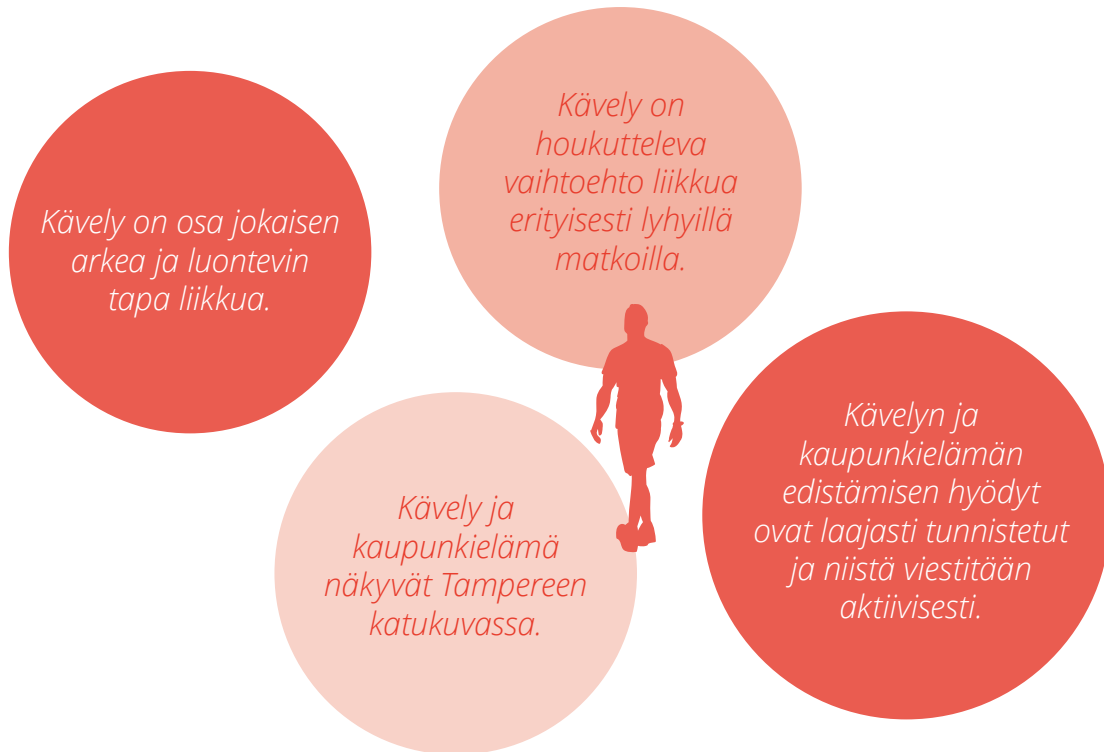 Kävely on osa jokaisen
arkea ja luontevin
tapa liikkua.
Kävely on
houkutteleva
vaihtoehto liikkua
erityisesti lyhyillä
matkoilla.
Kävely ja
kaupunkielämä
näkyvät Tampereen
katukuvassa.
Kävelyn ja
kaupunkielämän
edistämisen hyödyt
ovat laajasti tunnistetut
ja niistä viestitään
aktiivisesti.